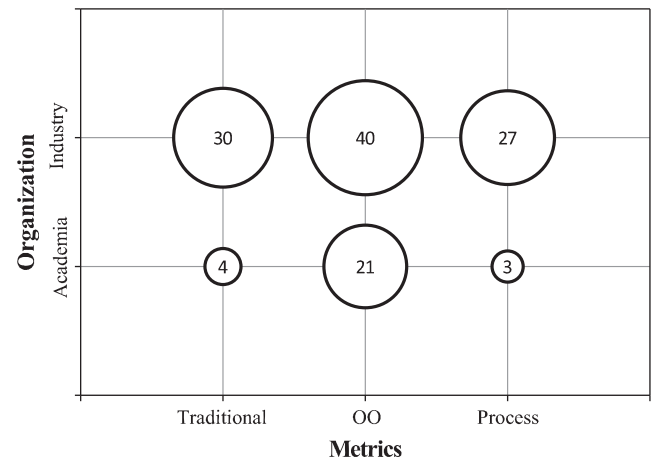 Organization
Industry
Academia
30
40
27
4
21
3
Traditional
OO
Process
Metrics